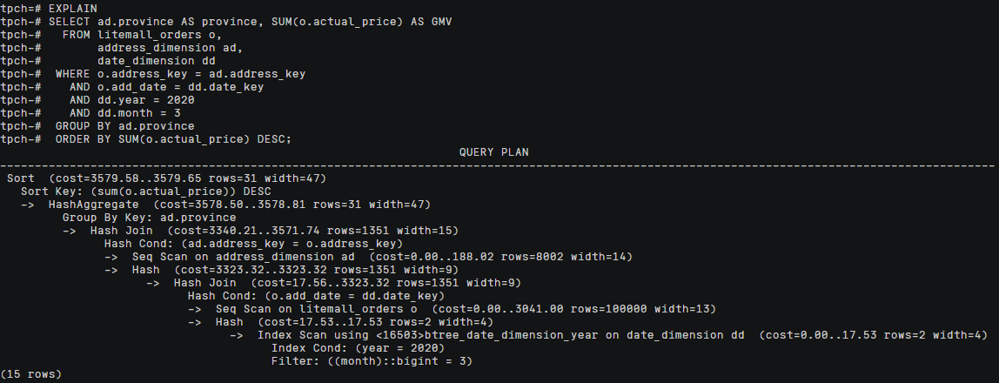 tpch=# EXPLAIN
tpch-# SELECT ad.province AS province, SUM(o.actual_price) AS GMV
tpch-#   FROM litemall_orders o,
tpch-#        address_dimension ad,
tpch-#        date_dimension dd
tpch-#  WHERE o.address_key = ad.address_key
tpch-#    AND o.add_date = dd.date_key
tpch-#    AND dd.year = 2020
tpch-#    AND dd.month = 3
tpch-#  GROUP BY ad.province
tpch-#  ORDER BY SUM(o.actual_price) DESC;
QUERY PLAN
-----------------------------------------------------------------------------------------------------------------------------------------------
 Sort  (cost=3579.58..3579.65 rows=31 width=47)
   Sort Key: (sum(o.actual_price)) DESC
   ->  HashAggregate  (cost=3578.50..3578.81 rows=31 width=47)
         Group By Key: ad.province
         ->  Hash Join  (cost=3340.21..3571.74 rows=1351 width=15)
               Hash Cond: (ad.address_key = o.address_key)
               ->  Seq Scan on address_dimension ad  (cost=0.00..188.02 rows=8002 width=14)
               ->  Hash  (cost=3323.32..3323.32 rows=1351 width=9)
                     ->  Hash Join  (cost=17.56..3323.32 rows=1351 width=9)
                           Hash Cond: (o.add_date = dd.date_key)
                           ->  Seq Scan on litemall_orders o  (cost=0.00..3041.00 rows=100000 width=13)
                           ->  Hash  (cost=17.53..17.53 rows=2 width=4)
                                 ->  Index Scan using <16503>btree_date_dimension_year on date_dimension dd  (cost=0.00..17.53 rows=2 width=4)
                                       Index Cond: (year = 2020)
                                       Filter: ((month)::bigint = 3)
(15 rows)